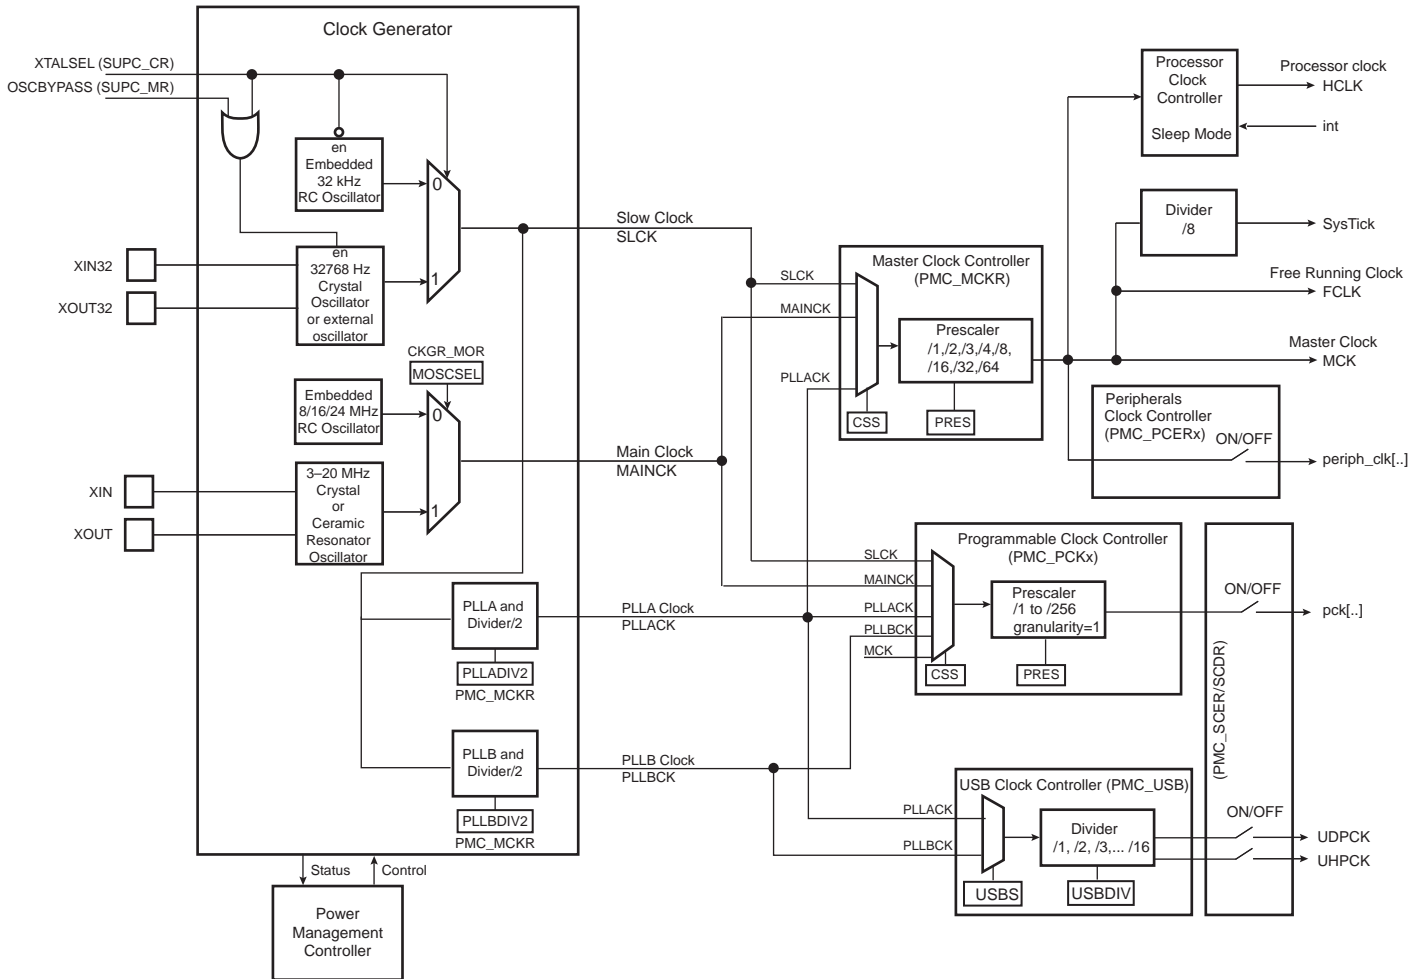 Clock Generator
XTALSEL (SUPC_CR)
OSCBYPASS (SUPC_MR)
en
Embedded
32 kHz
RC Oscillator
0
1
XIN32
XOUT32
en
32768 Hz
Crystal
Oscillator
or external
oscillator
Slow Clock
SLCK
CKGR_MOR
MOSCSEL
Embedded
8/16/24 MHz
RC Oscillator
0
1
XIN
XOUT
3–20 MHz
Crystal
or
Ceramic
Resonator
Oscillator
Main Clock
MAINCK
PLLA and
Divider/2
PLLADIV2
PMC_MCKR
PLLA Clock
PLLACK
PLLB and
Divider/2
PLLBDIV2
PMC_MCKR
PLLB Clock
PLLBCK
Status
Control
Power
Management
Controller
Master Clock Controller
(PMC_MCKR)
SLCK
MAINCK
PLLACK
Prescaler
/1,/2,/3,/4,/8,
/16,/32,/64
CSS
PRES
Processor
Clock
Controller
Sleep Mode
Processor clock
HCLK
int
Divider
/8
SysTick
Free Running Clock
FCLK
Master Clock
MCK
Peripherals
Clock Controller
(PMC_PCERx)
ON/OFF
periph_clk[..]
Programmable Clock Controller
(PMC_PCKx)
SLCK
MAINCK
PLLACK
PLLBCK
MCK
Prescaler
/1 to /256
granularity=1
CSS
PRES
ON/OFF
pck[..]
(PMC_SCER/SCDR)
USB Clock Controller (PMC_USB)
PLLACK
PLLBCK
Divider
/1, /2, /3,... /16
USBS
USBDIV
ON/OFF
UDPCK
UHPCK